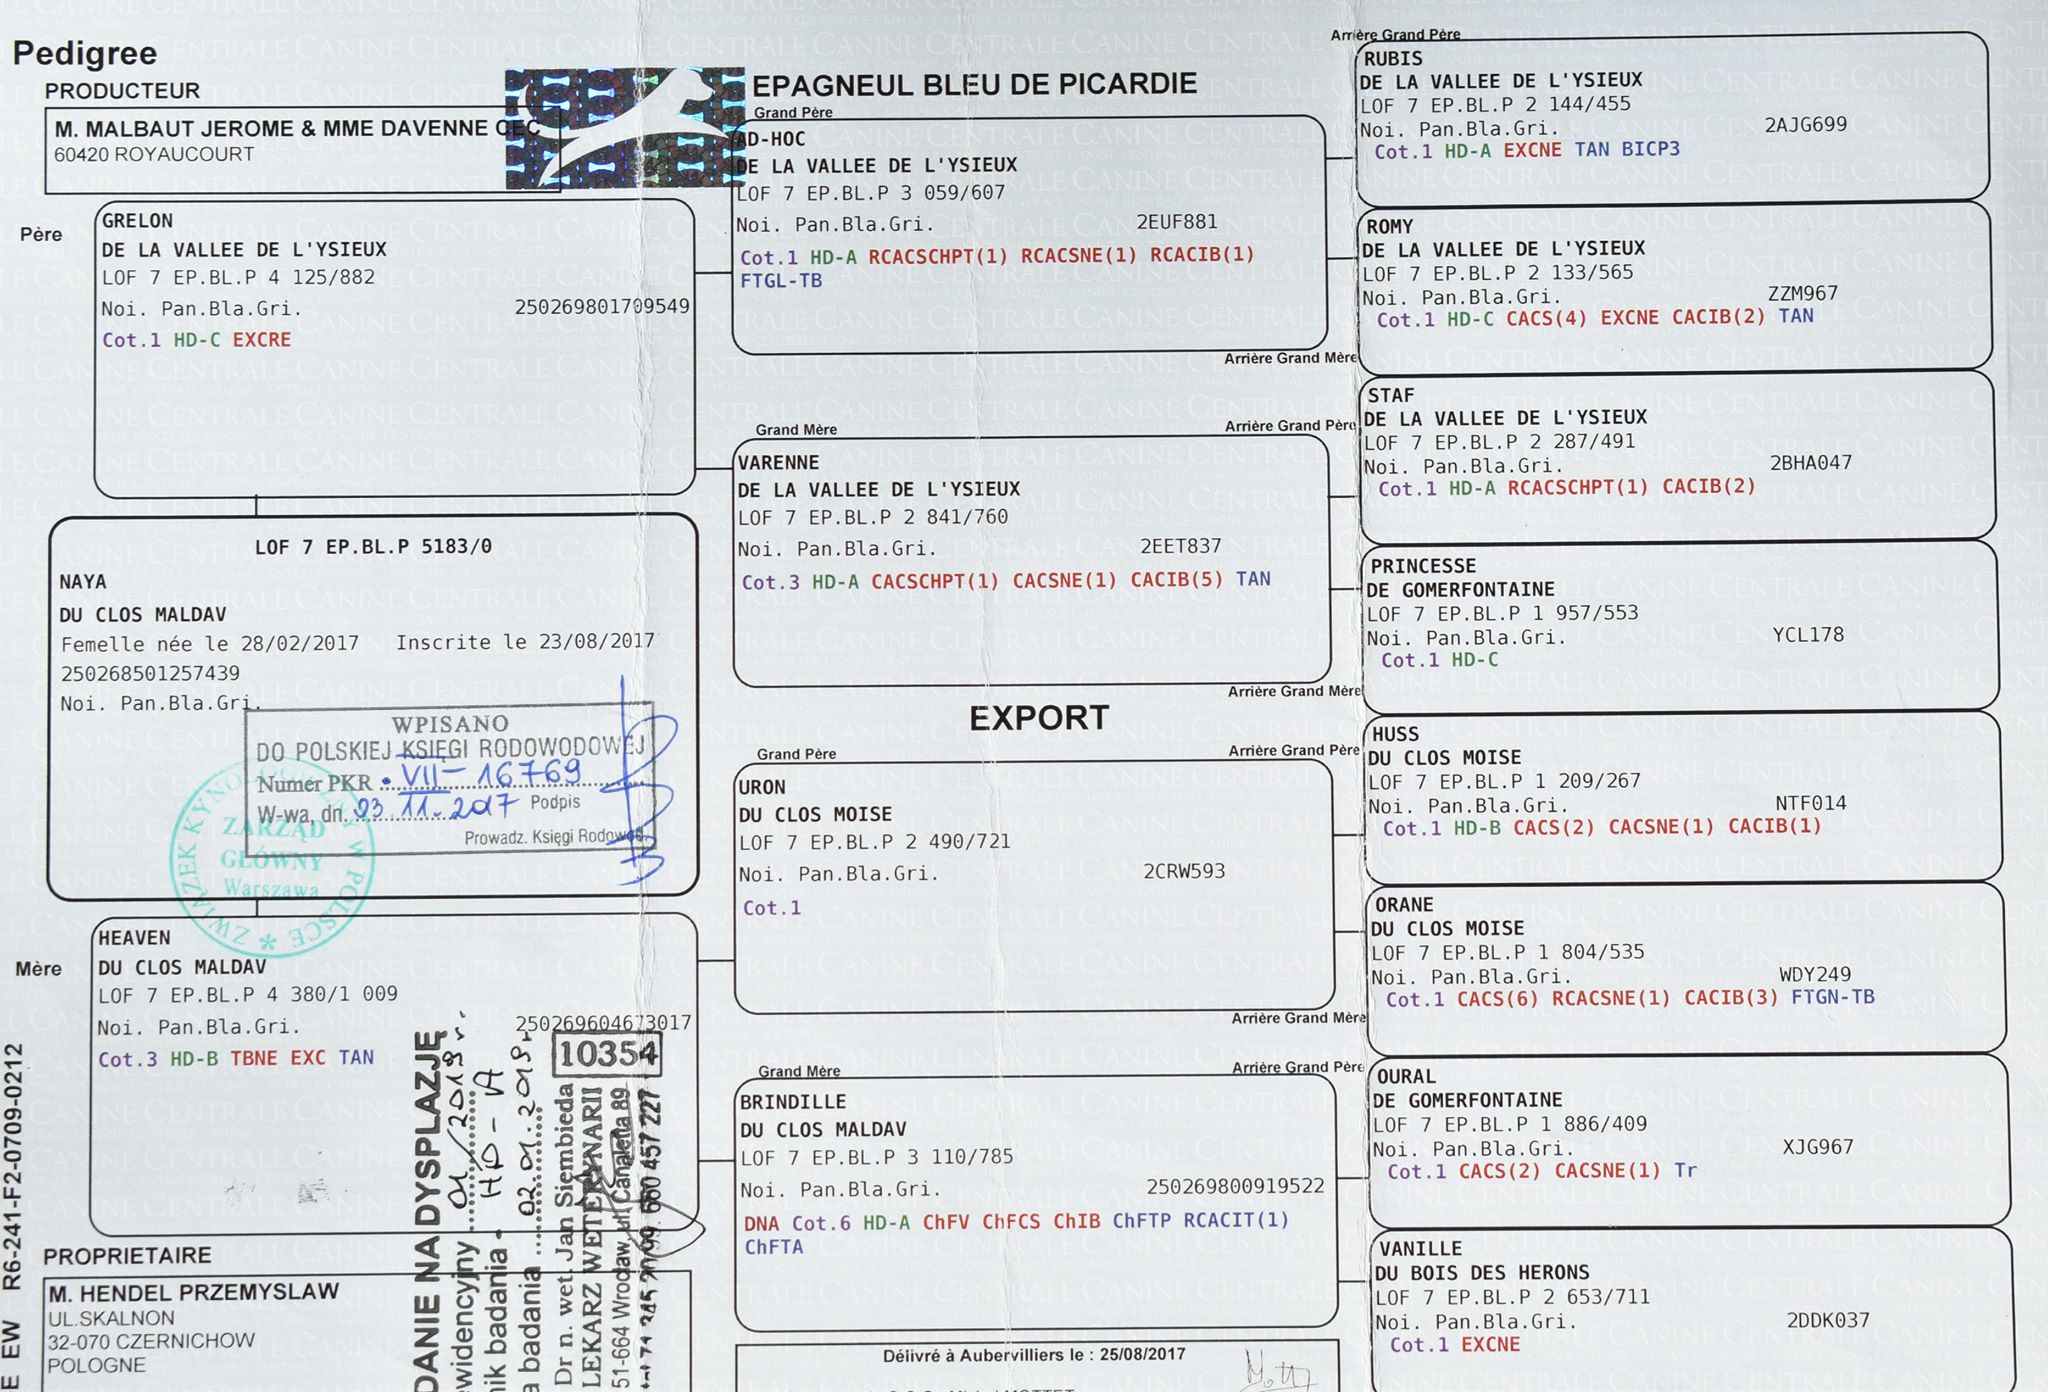 Pedigree
PRODUCTEUR
M. MALBAUT JEROME & MME DAVENNE CEC
60420 ROYAUCOURT
EPAGNEUL BLEU DE PICARDIE
Père
GRELON
DE LA VALLEE DE L'YSIEUX
LOF 7 EP.BL.P 4 125/882
Noi. Pan.Bla.Gri. 250269801709549
Cot.1 HD-C EXCRE
LOF 7 EP.BL.P 5183/0
NAYA
DU CLOS MALDAV
Femelle née le 28/02/2017 Inscrite le 23/08/2017
250268501257439
Noi. Pan.Bla.Gri.
WPISANO
DO POLSKIEJ KSIĘGI RODOWODOWEJ
Numer PKR VII-16769
W-wa, dn. 23.11.2017 Podpis
Prowadz. Księgi Rodowod.
ZWIĄZEK KYNOLOGICZNY W POLSCE
ZARZĄD
GŁÓWNY
Warszawa
Mère
HEAVEN
DU CLOS MALDAV
LOF 7 EP.BL.P 4 380/1 009
Noi. Pan.Bla.Gri. 250269604673017
Cot.3 HD-B TBNE EXC TAN
PROPRIETAIRE
M. HENDEL PRZEMYSLAW
UL.SKALNON
32-070 CZERNICHOW
POLOGNE
E EW R6-241-F2-0709-0212
DANIE NA DYSPLAZJĘ
ewidencyjny 01/2019 r.
nik badania - HD-A
a badania 02.01.2019 r.
10354
Dr n. wet. Jan Siembieda
LEKARZ WETERYNARII
51-664 Wrocław, ul. Canaletta 89
Grand Père
AD-HOC
DE LA VALLEE DE L'YSIEUX
LOF 7 EP.BL.P 3 059/607
Noi. Pan.Bla.Gri. 2EUF881
Cot.1 HD-A RCACSCHPT(1) RCACSNE(1) RCACIB(1)
FTGL-TB
Grand Mère
VARENNE
DE LA VALLEE DE L'YSIEUX
LOF 7 EP.BL.P 2 841/760
Noi. Pan.Bla.Gri. 2EET837
Cot.3 HD-A CACSCHPT(1) CACSNE(1) CACIB(5) TAN
EXPORT
Grand Père
URON
DU CLOS MOISE
LOF 7 EP.BL.P 2 490/721
Noi. Pan.Bla.Gri. 2CRW593
Cot.1
Grand Mère
BRINDILLE
DU CLOS MALDAV
LOF 7 EP.BL.P 3 110/785
Noi. Pan.Bla.Gri. 250269800919522
DNA Cot.6 HD-A ChFV ChFCS ChIB ChFTP RCACIT(1)
ChFTA
Délivré à Aubervilliers le : 25/08/2017
Arrière Grand Père
RUBIS
DE LA VALLEE DE L'YSIEUX
LOF 7 EP.BL.P 2 144/455
Noi. Pan.Bla.Gri. 2AJG699
Cot.1 HD-A EXCNE TAN BICP3
ROMY
DE LA VALLEE DE L'YSIEUX
LOF 7 EP.BL.P 2 133/565
Noi. Pan.Bla.Gri. ZZM967
Cot.1 HD-C CACS(4) EXCNE CACIB(2) TAN
Arrière Grand Mère
Arrière Grand Père
STAF
DE LA VALLEE DE L'YSIEUX
LOF 7 EP.BL.P 2 287/491
Noi. Pan.Bla.Gri. 2BHA047
Cot.1 HD-A RCACSCHPT(1) CACIB(2)
PRINCESSE
DE GOMERFONTAINE
LOF 7 EP.BL.P 1 957/553
Noi. Pan.Bla.Gri. YCL178
Cot.1 HD-C
Arrière Grand Mère
Arrière Grand Père
HUSS
DU CLOS MOISE
LOF 7 EP.BL.P 1 209/267
Noi. Pan.Bla.Gri. NTF014
Cot.1 HD-B CACS(2) CACSNE(1) CACIB(1)
ORANE
DU CLOS MOISE
LOF 7 EP.BL.P 1 804/535
Noi. Pan.Bla.Gri. WDY249
Cot.1 CACS(6) RCACSNE(1) CACIB(3) FTGN-TB
Arrière Grand Mère
Arrière Grand Père
OURAL
DE GOMERFONTAINE
LOF 7 EP.BL.P 1 886/409
Noi. Pan.Bla.Gri. XJG967
Cot.1 CACS(2) CACSNE(1) Tr
VANILLE
DU BOIS DES HERONS
LOF 7 EP.BL.P 2 653/711
Noi. Pan.Bla.Gri. 2DDK037
Cot.1 EXCNE